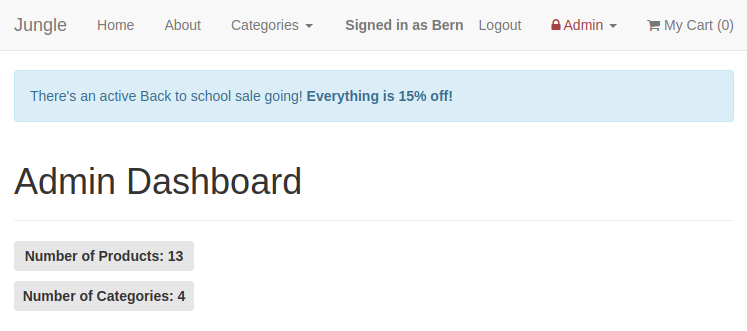 Jungle Home About Categories Signed in as Bern Logout Admin My Cart (0)
There's an active Back to school sale going! Everything is 15% off!
Admin Dashboard
Number of Products: 13
Number of Categories: 4